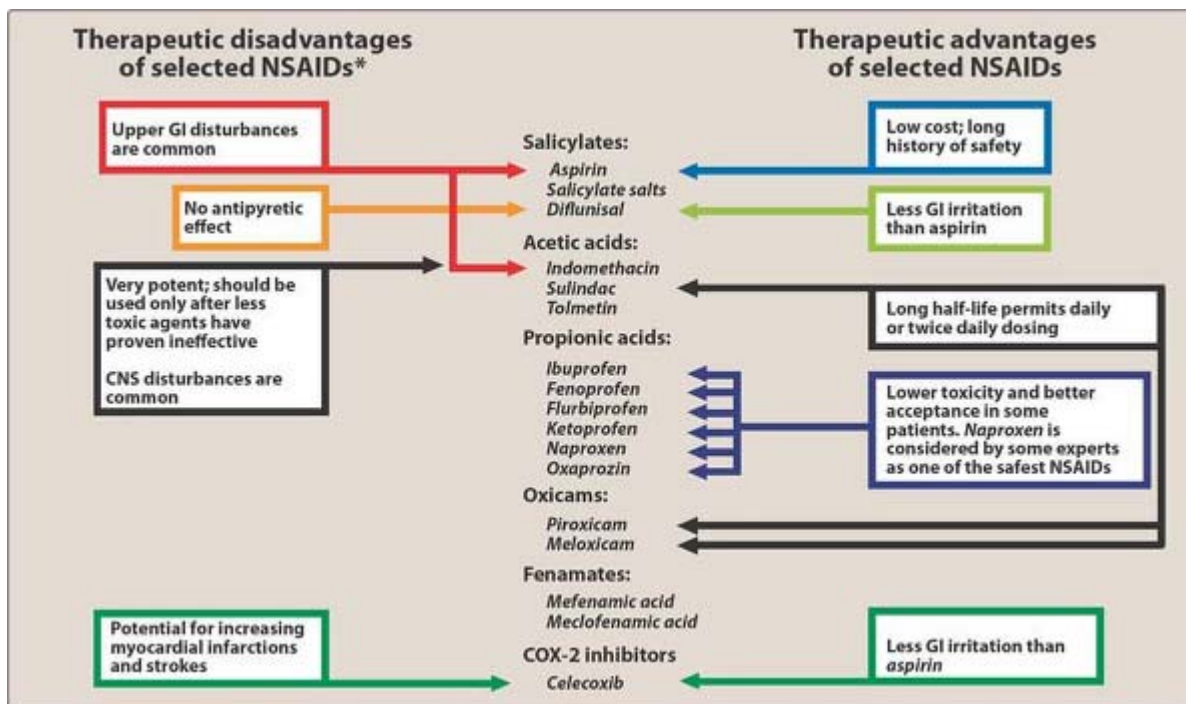 Therapeutic disadvantages
of selected NSAIDs*
Upper GI disturbances
are common
No antipyretic
effect
Very potent; should be
used only after less
toxic agents have
proven ineffective
CNS disturbances are
common
Potential for increasing
myocardial infarctions
and strokes
Salicylates:
Aspirin
Salicylate salts
Diflunisal
Acetic acids:
Indomethacin
Sulindac
Tolmetin
Propionic acids:
Ibuprofen
Fenoprofen
Flurbiprofen
Ketoprofen
Naproxen
Oxaprozin
Oxicams:
Piroxicam
Meloxicam
Fenamates:
Mefenamic acid
Meclofenamic acid
COX-2 inhibitors
Celecoxib
Therapeutic advantages
of selected NSAIDs
Low cost; long
history of safety
Less GI irritation
than aspirin
Long half-life permits daily
or twice daily dosing
Lower toxicity and better
acceptance in some
patients. Naproxen is
considered by some experts
as one of the safest NSAIDs
Less GI irritation than
aspirin